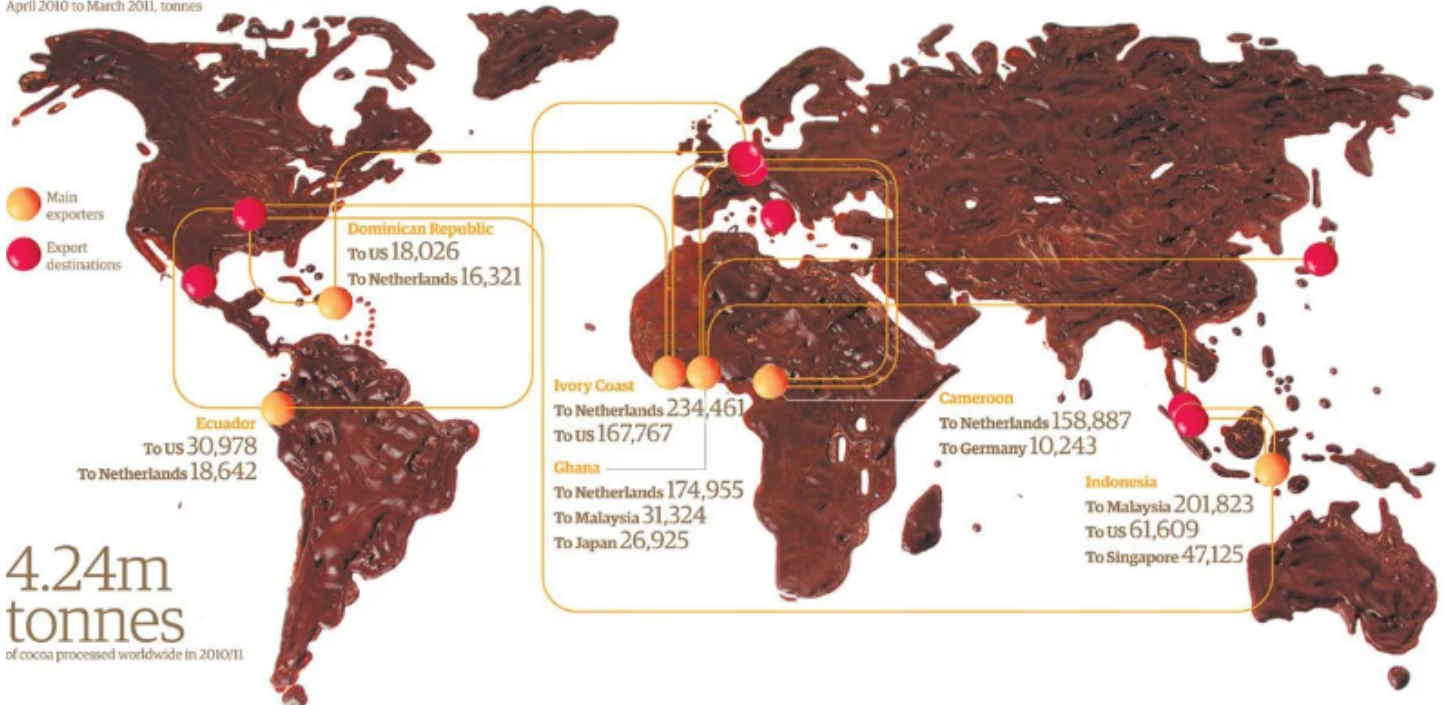 April 2010 to March 2011, tonnes
Main
exporters
Export
destinations
Dominican Republic
To US 18,026
To Netherlands 16,321
Ecuador
To US 30,978
To Netherlands 18,642
Ivory Coast
To Netherlands 234,461
To US 167,767
Ghana
To Netherlands 174,955
To Malaysia 31,324
To Japan 26,925
Cameroon
To Netherlands 158,887
To Germany 10,243
Indonesia
To Malaysia 201,823
To US 61,609
To Singapore 47,125
4.24m
tonnes
of cocoa processed worldwide in 2010/11